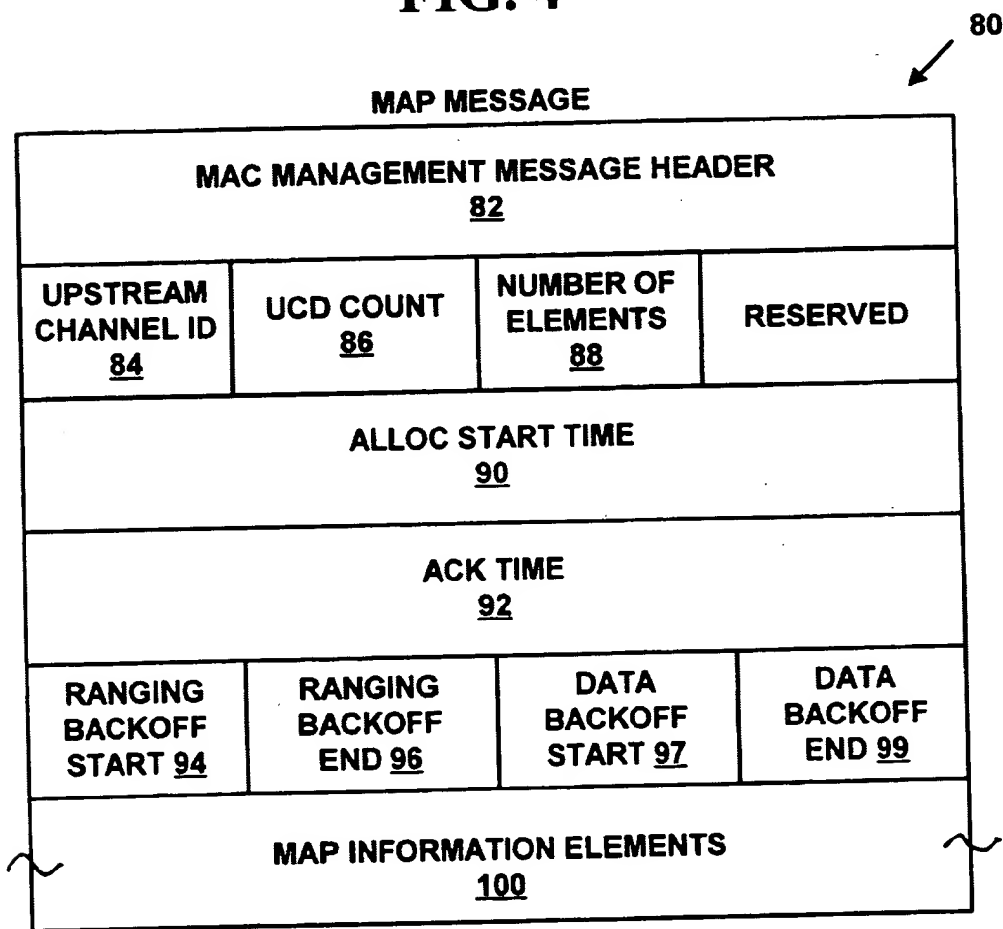 80
MAP MESSAGE
MAC MANAGEMENT MESSAGE HEADER
82
UPSTREAM
CHANNEL ID
84
UCD COUNT
86
NUMBER OF
ELEMENTS
88
RESERVED
ALLOC START TIME
90
ACK TIME
92
RANGING
BACKOFF
START 94
RANGING
BACKOFF
END 96
DATA
BACKOFF
START 97
DATA
BACKOFF
END 99
MAP INFORMATION ELEMENTS
100